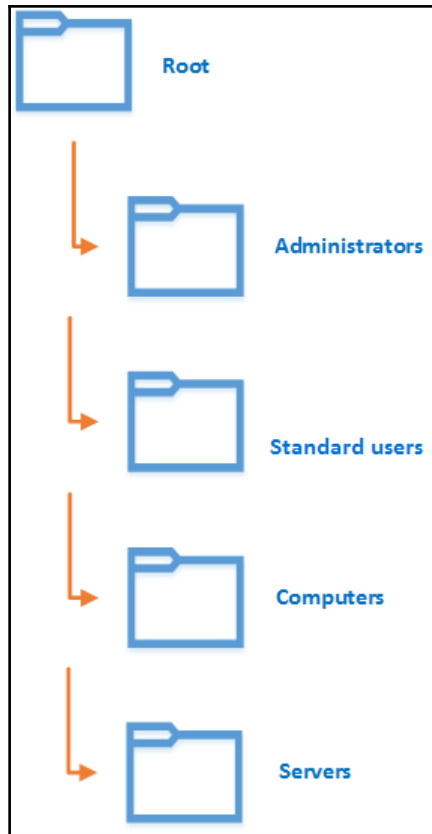 Root
Administrators
Standard users
Computers
Servers